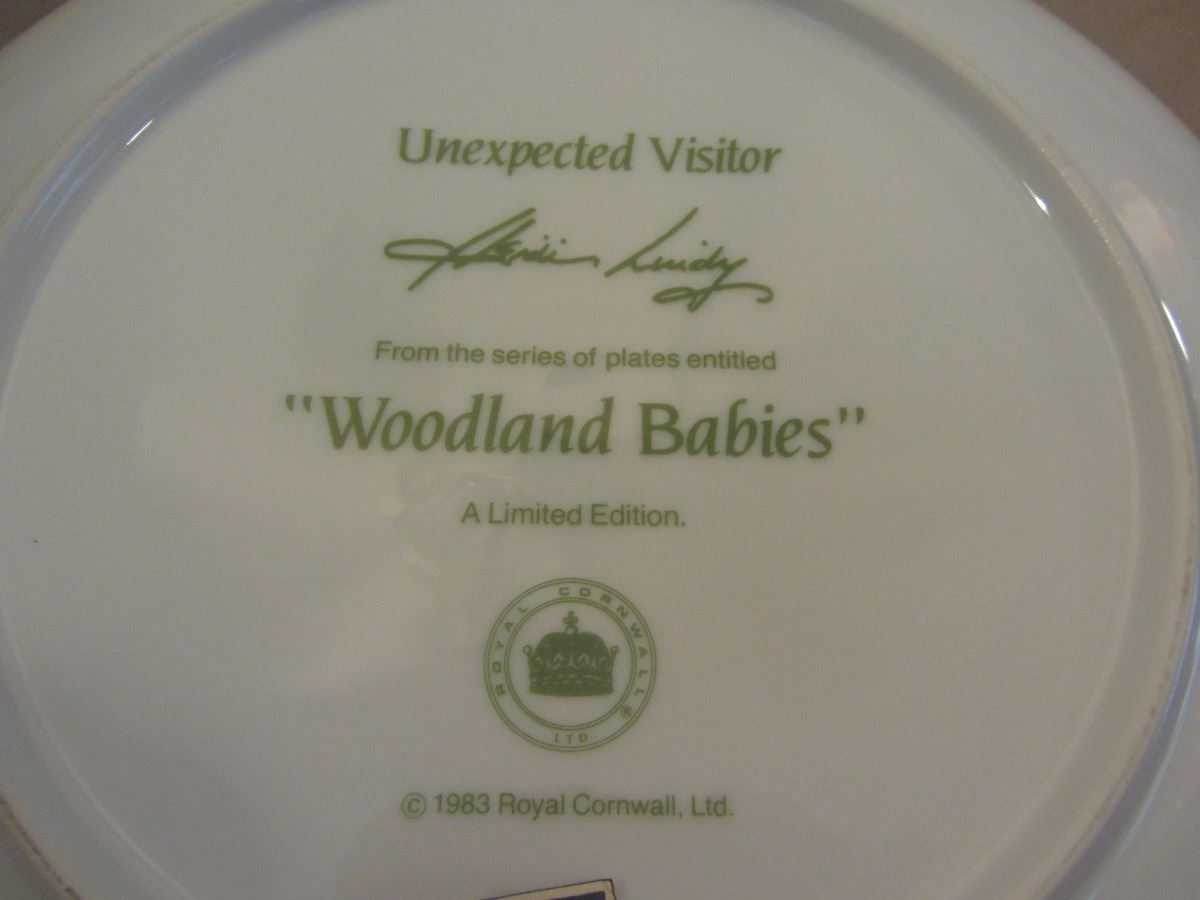 Unexpected Visitor
From the series of plates entitled
"Woodland Babies"
A Limited Edition.
ROYAL CORNWALL ®
LTD.
© 1983 Royal Cornwall, Ltd.